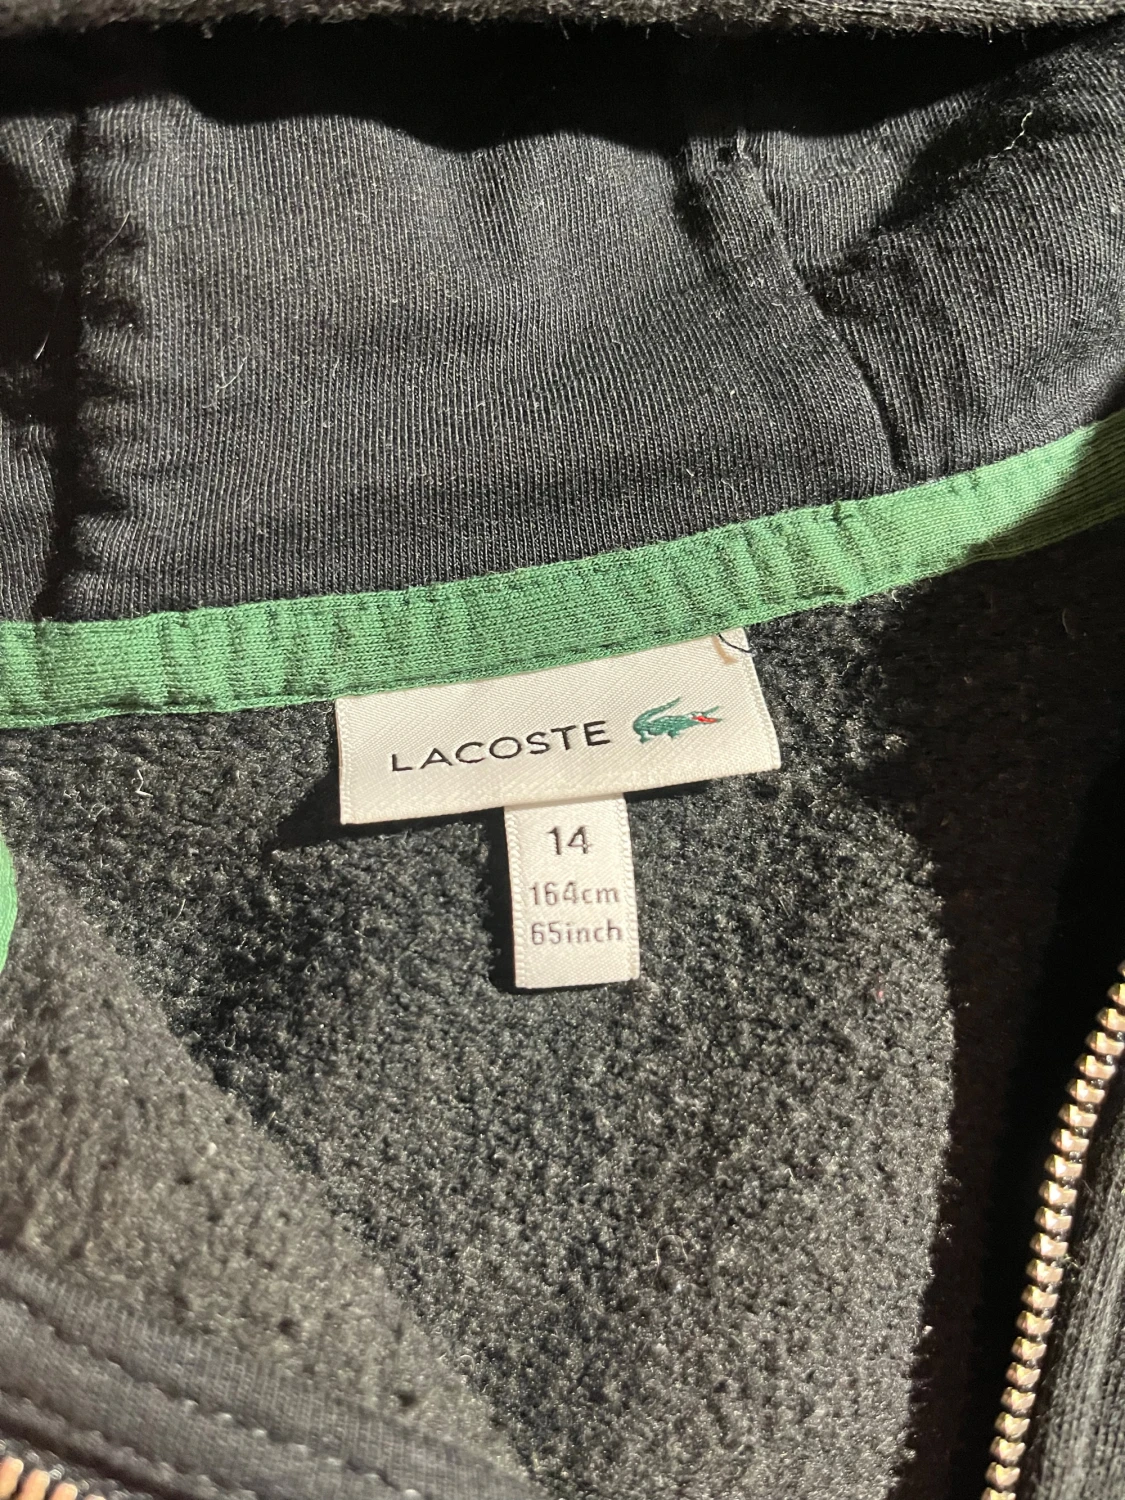 LACOSTE
14
164cm
65inch